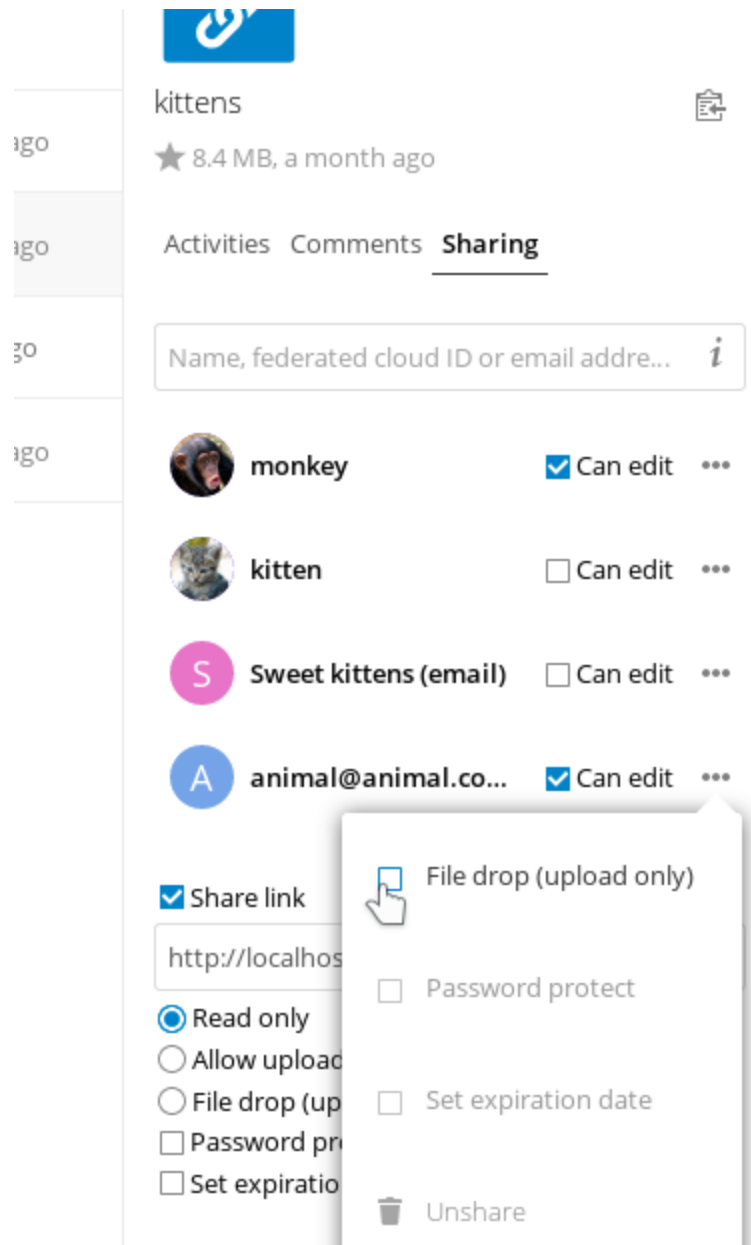 kittens
ago
8.4 MB, a month ago
ago
Activities Comments Sharing
go
Name, federated cloud ID or email addre... i
ago
monkey Can edit •••
kitten Can edit •••
S Sweet kittens (email) Can edit •••
A animal@animal.co... Can edit •••
File drop (upload only)
Share link
http://localhos
Password protect
Read only
Allow upload
Set expiration date
File drop (up
Password pr
Set expiratio
Unshare